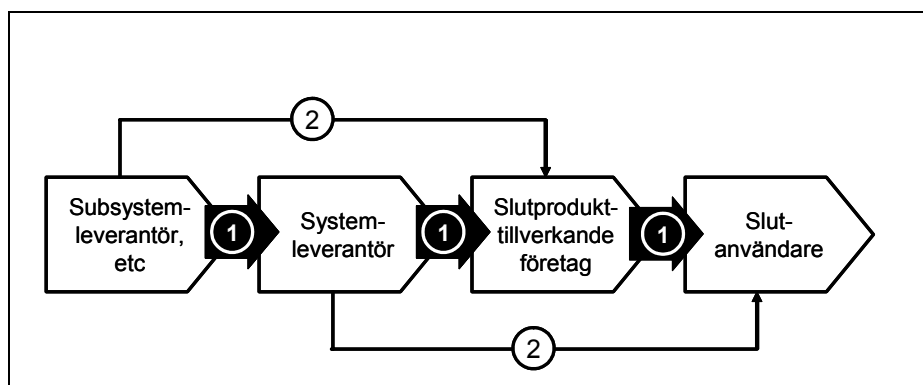 2
Subsystem-
leverantör,
etc
1
System-
leverantör
1
Slutprodukt-
tillverkande
företag
1
Slut-
användare
2